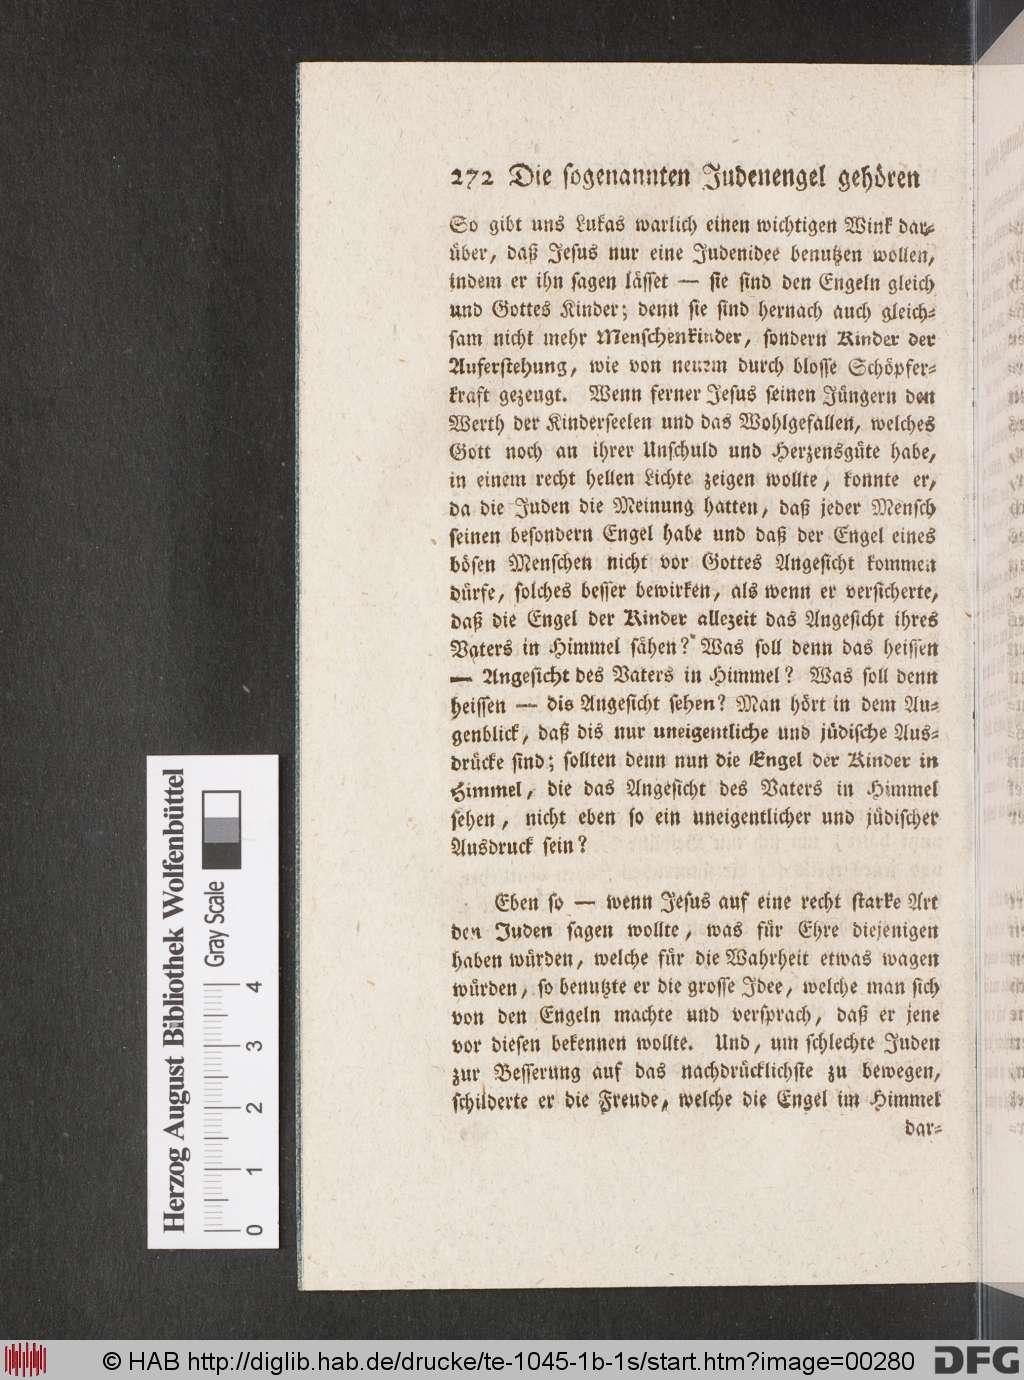 272 Die sogenannten Judenengel gehören
So gibt uns Lukas warlich einen wichtigen Wink dar-
über, daß Jesus nur eine Judenidee benutzen wollen,
indem er ihn sagen lässet — sie sind den Engeln gleich
und Gottes Kinder; denn sie sind hernach auch gleich-
sam nicht mehr Menschenkinder, sondern Kinder der
Auferstehung, wie von neuem durch blosse Schöpfer-
kraft gezeugt. Wenn ferner Jesus seinen Jüngern den
Werth der Kinderseelen und das Wohlgefallen, welches
Gott noch an ihrer Unschuld und Herzensgüte habe,
in einem recht hellen Lichte zeigen wollte, konnte er,
da die Juden die Meinung hatten, daß jeder Mensch
seinen besondern Engel habe und daß der Engel eines
bösen Menschen nicht vor Gottes Angesicht kommen
dürfe, solches besser bewirken, als wenn er versicherte,
daß die Engel der Kinder allezeit das Angesicht ihres
Vaters in Himmel sähen? Was soll denn das heissen
— Angesicht des Vaters in Himmel? Was soll denn
heissen — dis Angesicht sehen? Man hört in dem Au-
genblick, daß dis nur uneigentliche und jüdische Aus-
drücke sind; sollten denn nun die Engel der Kinder in
Himmel, die das Angesicht des Vaters in Himmel
sehen, nicht eben so ein uneigentlicher und jüdischer
Ausdruck sein?
Eben so — wenn Jesus auf eine recht starke Art
den Juden sagen wollte, was für Ehre diejenigen
haben würden, welche für die Wahrheit etwas wagen
würden, so benutzte er die grosse Idee, welche man sich
von den Engeln machte und versprach, daß er jene
vor diesen bekennen wollte. Und, um schlechte Juden
zur Besserung auf das nachdrücklichste zu bewegen,
schilderte er die Freude, welche die Engel im Himmel
dar-
Herzog August Bibliothek Wolfenbüttel
Gray Scale
0 1 2 3 4
© HAB http://diglib.hab.de/drucke/te-1045-1b-1s/start.htm?image=00280
DFG